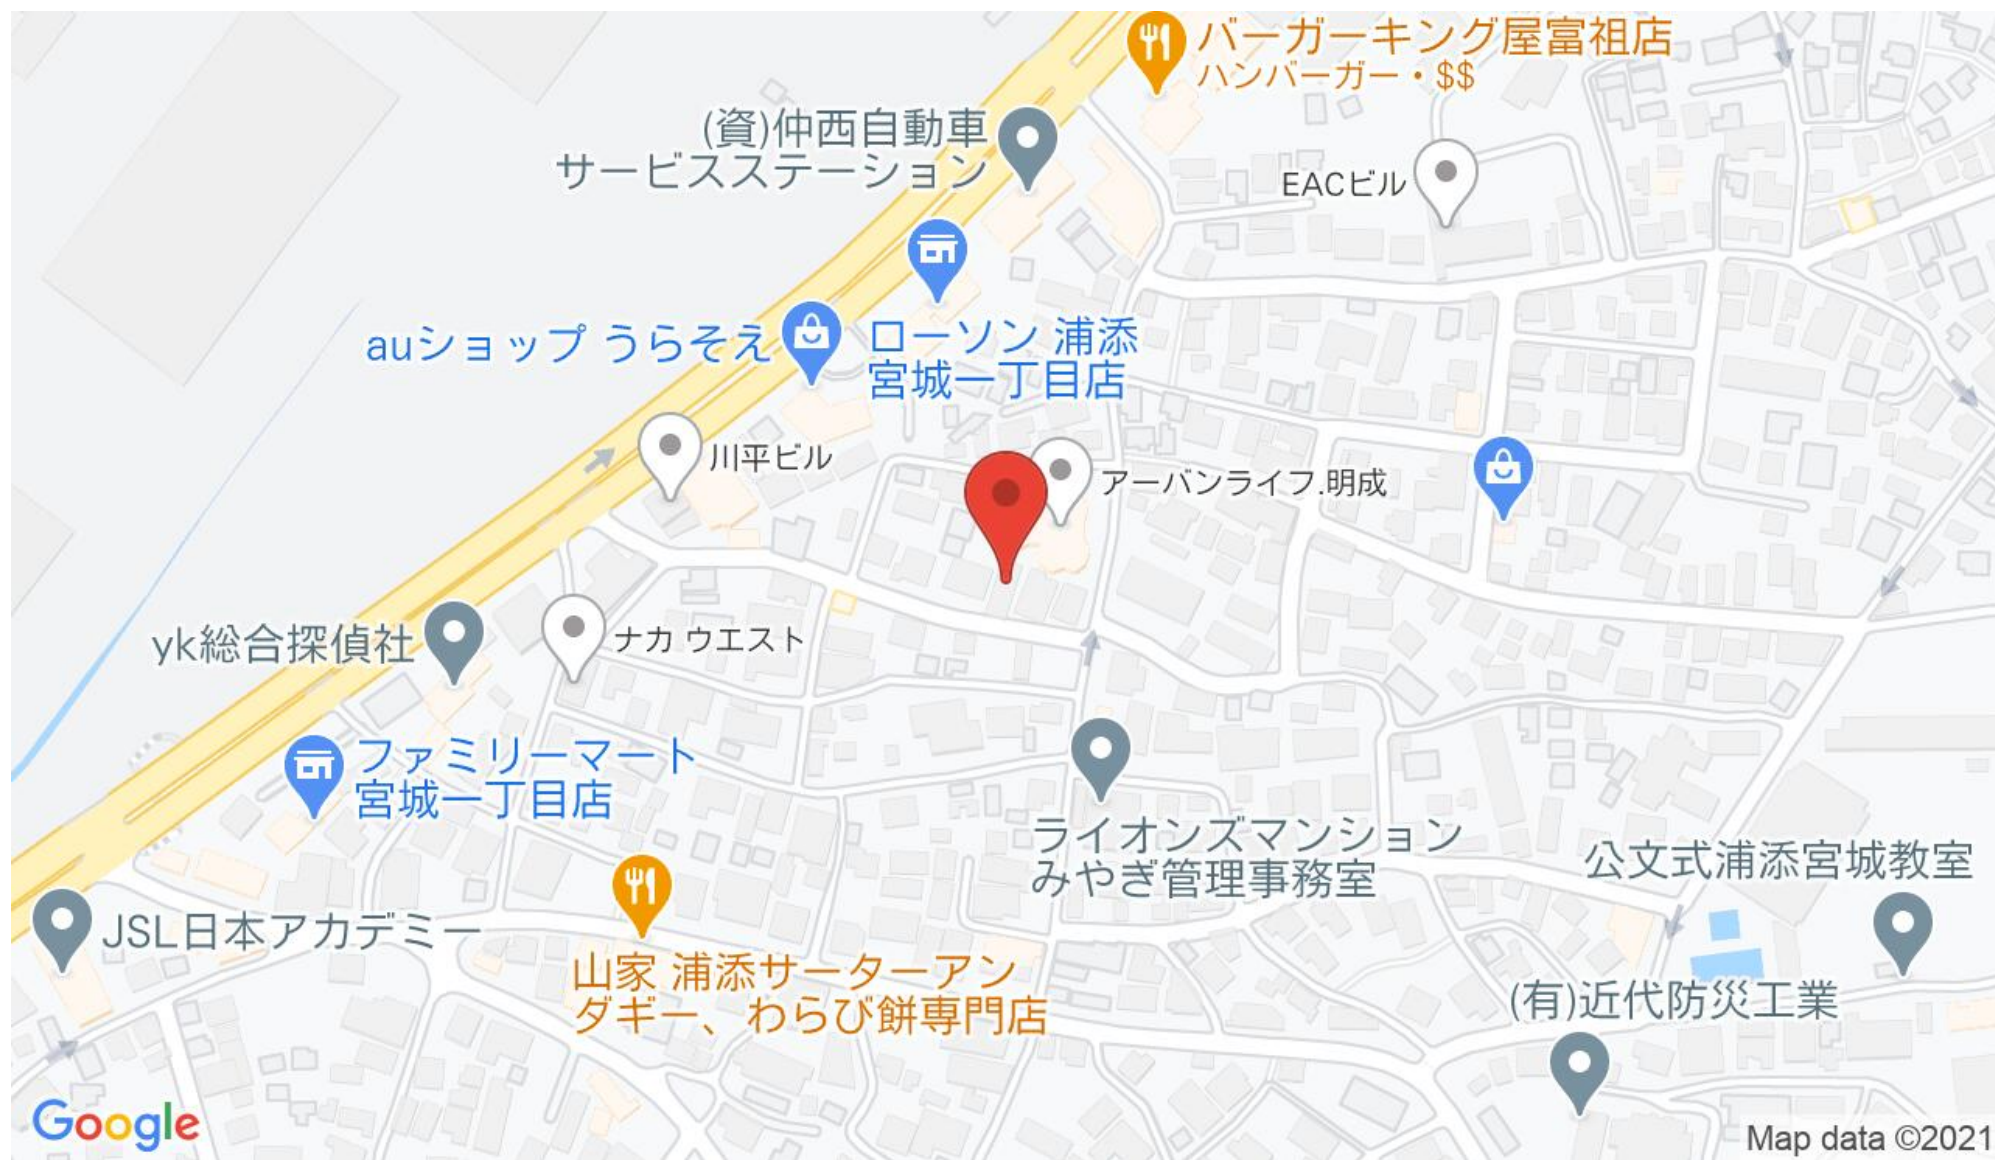 バーガーキング屋富祖店
ハンバーガー・$$
(資)仲西自動車
サービスステーション
EACビル
auショップ うらそえ
ローソン 浦添
宮城一丁目店
川平ビル
アーバンライフ.明成
yk総合探偵社
ナカ ウエスト
ファミリーマート
宮城一丁目店
ライオンズマンション
みやぎ管理事務室
公文式浦添宮城教室
JSL日本アカデミー
山家 浦添サーターアン
ダギー、わらび餅専門店
(有)近代防災工業
Google
Map data ©2021